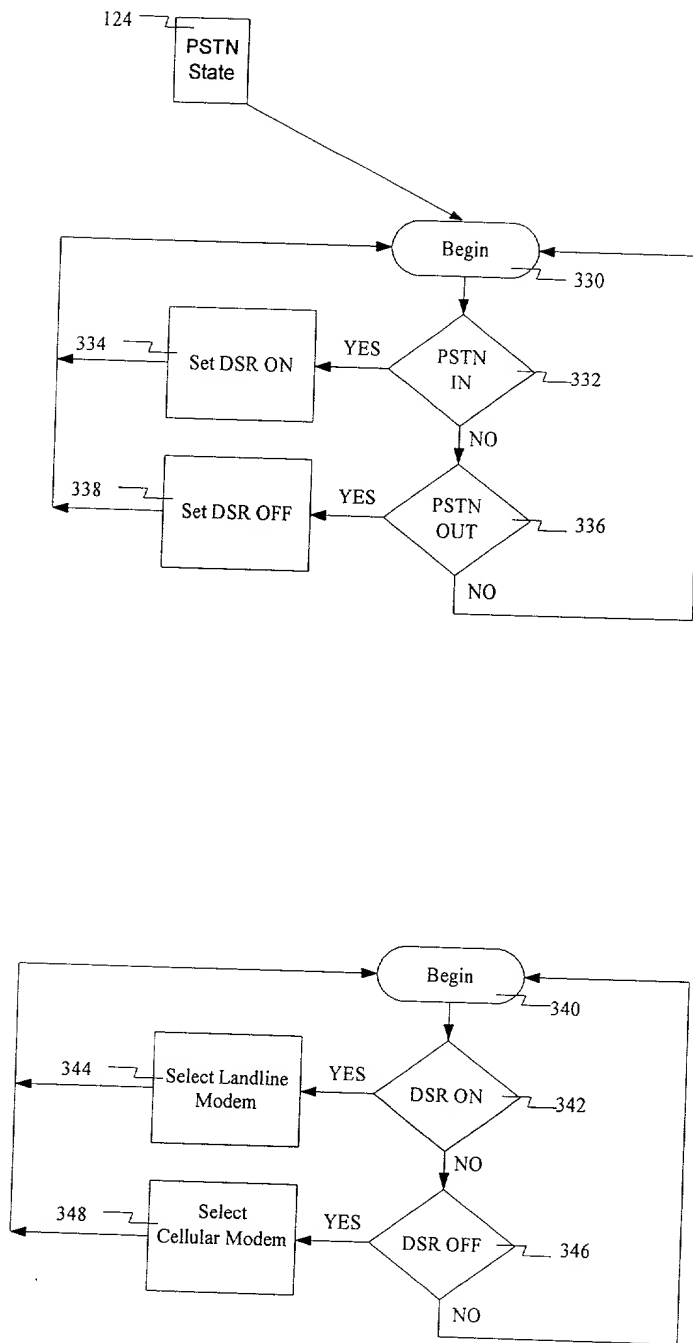 124
PSTN
State
Begin
330
334
Set DSR ON
YES
PSTN
IN
332
NO
338
Set DSR OFF
YES
PSTN
OUT
336
NO
Begin
340
344
Select Landline
Modem
YES
DSR ON
342
NO
348
Select
Cellular Modem
YES
DSR OFF
346
NO